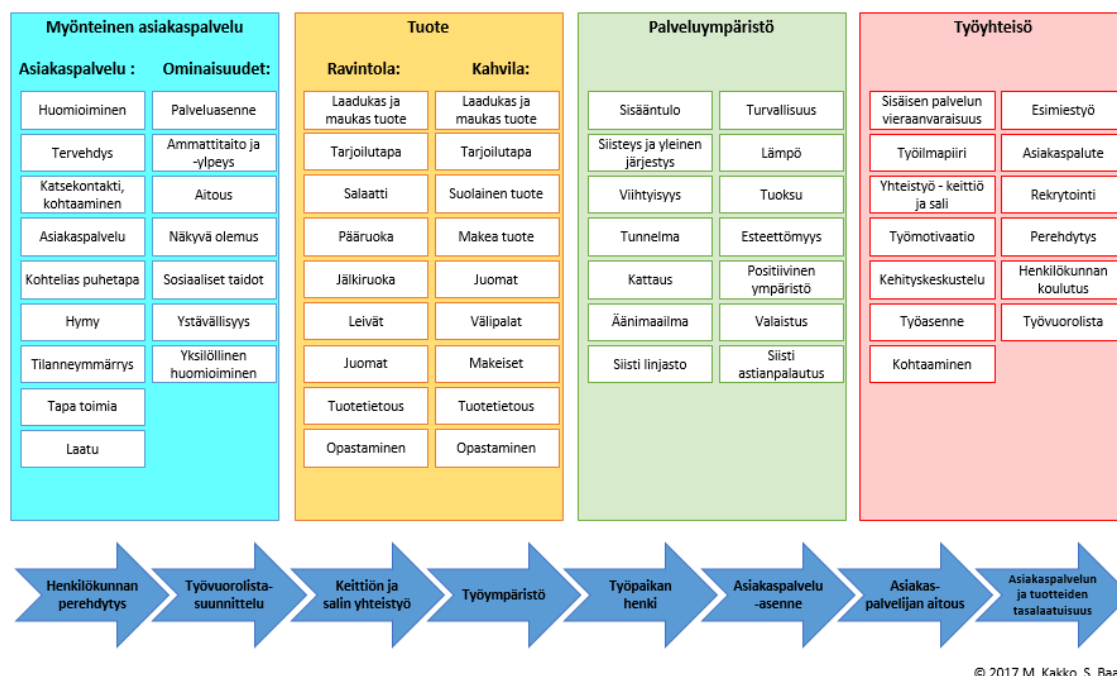 Myönteinen asiakaspalvelu
Asiakaspalvelu :
Ominaisuudet:
Huomioiminen
Tervehdys
Katsekontakti,
kohtaaminen
Asiakaspalvelu
Kohtelias puhetapa
Hymy
Tilanneymmärrys
Tapa toimia
Laatu
Palveluasenne
Ammattitaito ja
-ylpeys
Aitous
Näkyvä olemus
Sosiaaliset taidot
Ystävällisyys
Yksilöllinen
huomioiminen
Tuote
Ravintola:
Kahvila:
Laadukas ja
maukas tuote
Tarjoilutapa
Salaatti
Pääruoka
Jälkiruoka
Leivät
Juomat
Tuotetietous
Opastaminen
Laadukas ja
maukas tuote
Tarjoilutapa
Suolainen tuote
Makea tuote
Juomat
Välipalat
Makeiset
Tuotetietous
Opastaminen
Palveluympäristö
Sisääntulo
Siisteys ja yleinen
järjestys
Viihtyisyys
Tunnelma
Kattaus
Äänimaailma
Siisti linjasto
Turvallisuus
Lämpö
Tuoksu
Esteettömyys
Positiivinen
ympäristö
Valaistus
Siisti
astianpalautus
Työyhteisö
Sisäisen palvelun
vieraanvaraisuus
Työilmapiiri
Yhteistyö - keittiö
ja sali
Työmotivaatio
Kehityskeskustelu
Työasenne
Kohtaaminen
Esimiestyö
Asiakaspalute
Rekrytointi
Perehdytys
Henkilökunnan
koulutus
Työvuorolista
Henkilökunnan
perehdytys
Työvuorolista-
suunnittelu
Keittiön ja
salin yhteistyö
Työympäristö
Työpaikan
henki
Asiakaspalvelu
-asenne
Asiakas-
palvelijan aitous
Asiakaspalvelun
ja tuotteiden
tasalaatuisuus
© 2017 M. Kakko, S. Baa